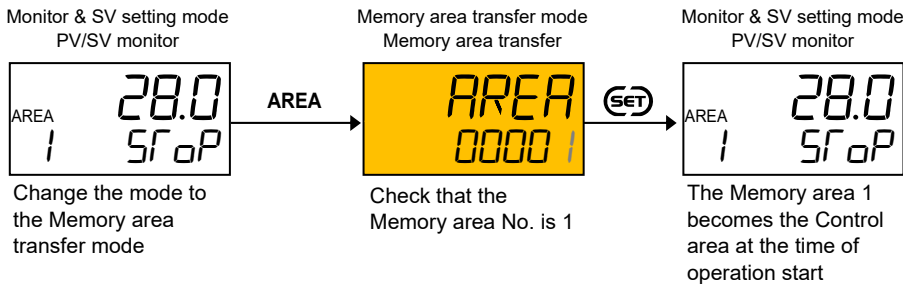 Monitor & SV setting mode
PV/SV monitor
AREA
28.0
1
SToP
Change the mode to
the Memory area
transfer mode
AREA
Memory area transfer mode
Memory area transfer
AREA
00001
Check that the
Memory area No. is 1
SET
Monitor & SV setting mode
PV/SV monitor
AREA
28.0
1
SToP
The Memory area 1
becomes the Control
area at the time of
operation start